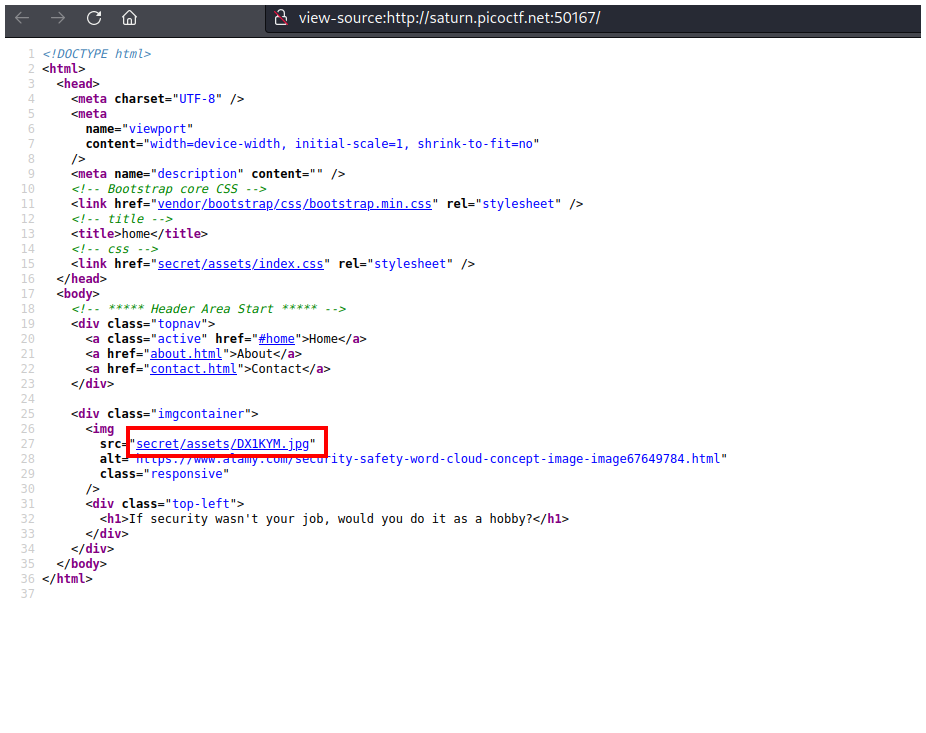 view-source:http://saturn.picoctf.net:50167/
1 <!DOCTYPE html>
2 <html>
3   <head>
4     <meta charset="UTF-8" />
5     <meta
6       name="viewport"
7       content="width=device-width, initial-scale=1, shrink-to-fit=no"
8     />
9     <meta name="description" content="" />
10     <!-- Bootstrap core CSS -->
11     <link href="vendor/bootstrap/css/bootstrap.min.css" rel="stylesheet" />
12     <!-- title -->
13     <title>home</title>
14     <!-- css -->
15     <link href="secret/assets/index.css" rel="stylesheet" />
16   </head>
17   <body>
18     <!-- ***** Header Area Start ***** -->
19     <div class="topnav">
20       <a class="active" href="#home">Home</a>
21       <a href="about.html">About</a>
22       <a href="contact.html">Contact</a>
23     </div>
24
25     <div class="imgcontainer">
26       <img
27         src="secret/assets/DX1KYM.jpg"
28         alt="https://www.alamy.com/security-safety-word-cloud-concept-image-image67649784.html"
29         class="responsive"
30       />
31       <div class="top-left">
32         <h1>If security wasn't your job, would you do it as a hobby?</h1>
33       </div>
34     </div>
35   </body>
36 </html>
37